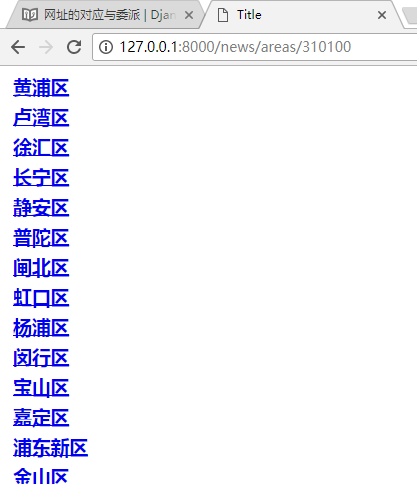 网址的对应与委派 | Djan
Title
127.0.0.1:8000/news/areas/310100
黄浦区
卢湾区
徐汇区
长宁区
静安区
普陀区
闸北区
虹口区
杨浦区
闵行区
宝山区
嘉定区
浦东新区
金山区